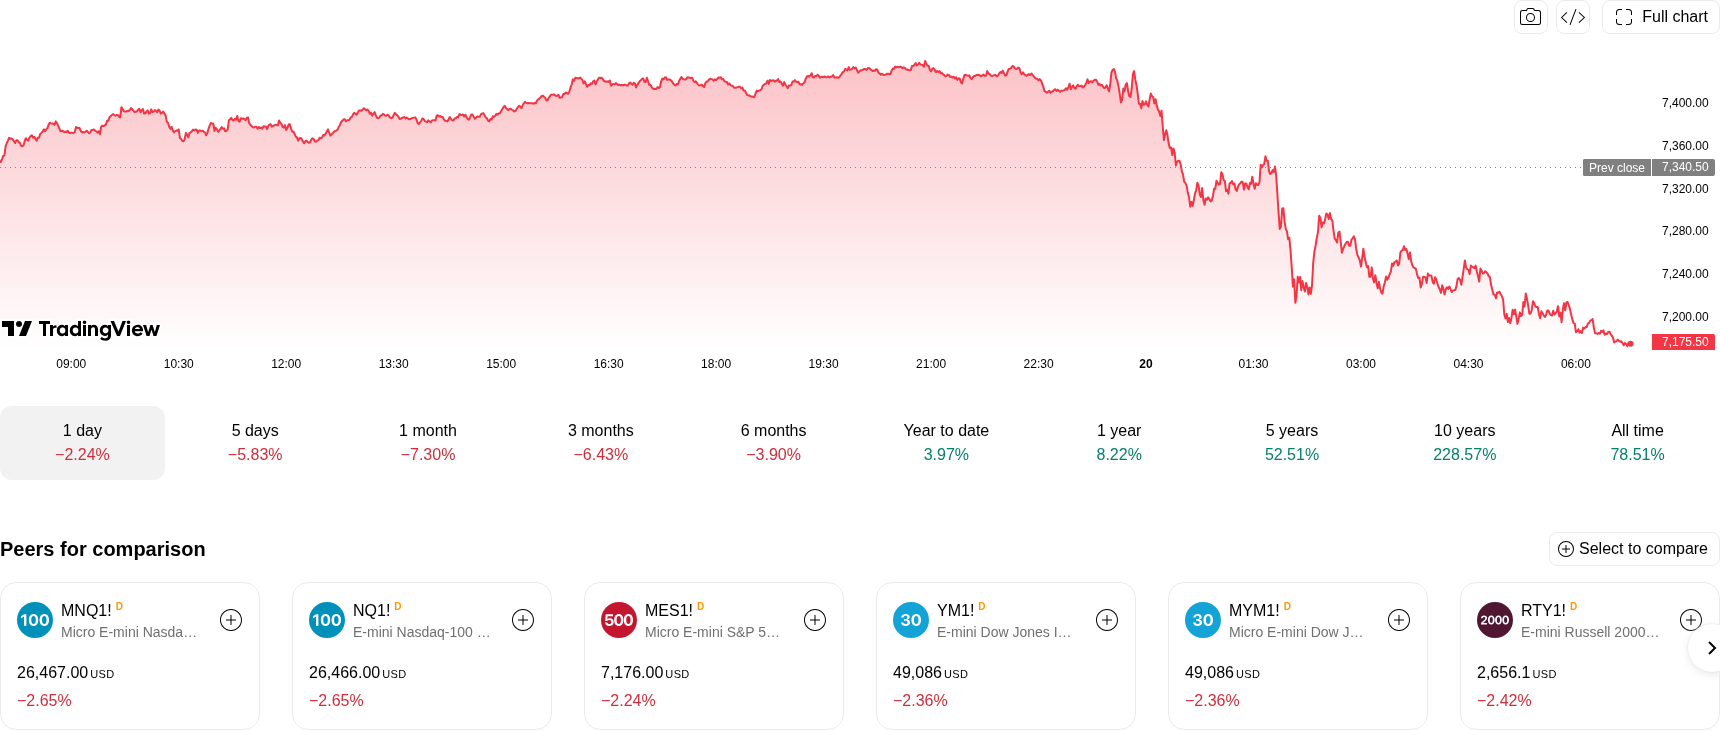 Full chart
7,400.00
7,360.00
Prev close 7,340.50
7,320.00
7,280.00
7,240.00
7,200.00
7,175.50
TradingView
09:00 10:30 12:00 13:30 15:00 16:30 18:00 19:30 21:00 22:30 20 01:30 03:00 04:30 06:00
1 day 5 days 1 month 3 months 6 months Year to date 1 year 5 years 10 years All time
−2.24% −5.83% −7.30% −6.43% −3.90% 3.97% 8.22% 52.51% 228.57% 78.51%
Peers for comparison
Select to compare
100 MNQ1! D
Micro E-mini Nasda…
26,467.00 USD
−2.65%
100 NQ1! D
E-mini Nasdaq-100 …
26,466.00 USD
−2.65%
500 MES1! D
Micro E-mini S&P 5…
7,176.00 USD
−2.24%
30 YM1! D
E-mini Dow Jones I…
49,086 USD
−2.36%
30 MYM1! D
Micro E-mini Dow J…
49,086 USD
−2.36%
2000 RTY1! D
E-mini Russell 2000…
2,656.1 USD
−2.42%